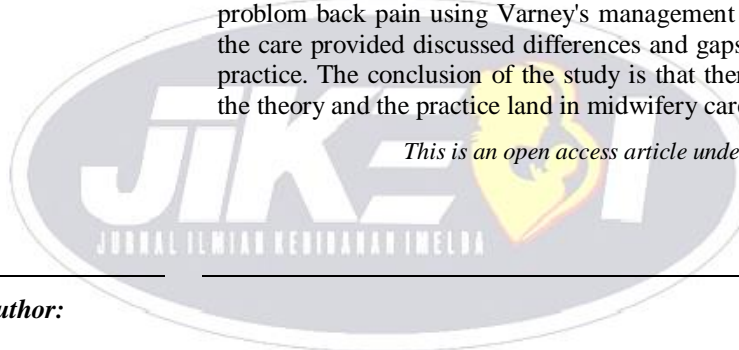 problom back pain using Varney's management
the care provided discussed differences and gaps
practice. The conclusion of the study is that ther
the theory and the practice land in midwifery car
This is an open access article unde
JIKEI
JURNAL ILMIAH KEBIDANAN IMELDA
uthor: